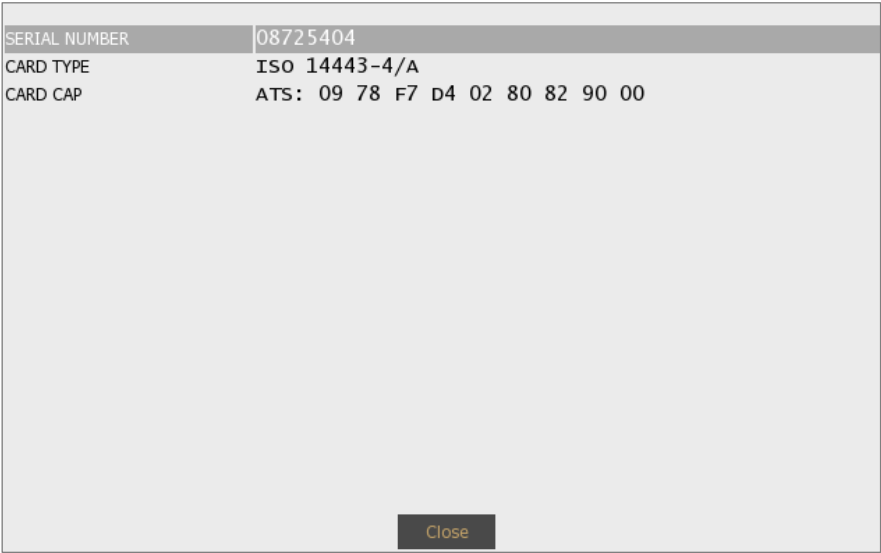 SERIAL NUMBER 08725404
CARD TYPE ISO 14443-4/A
CARD CAP ATS: 09 78 F7 D4 02 80 82 90 00
Close